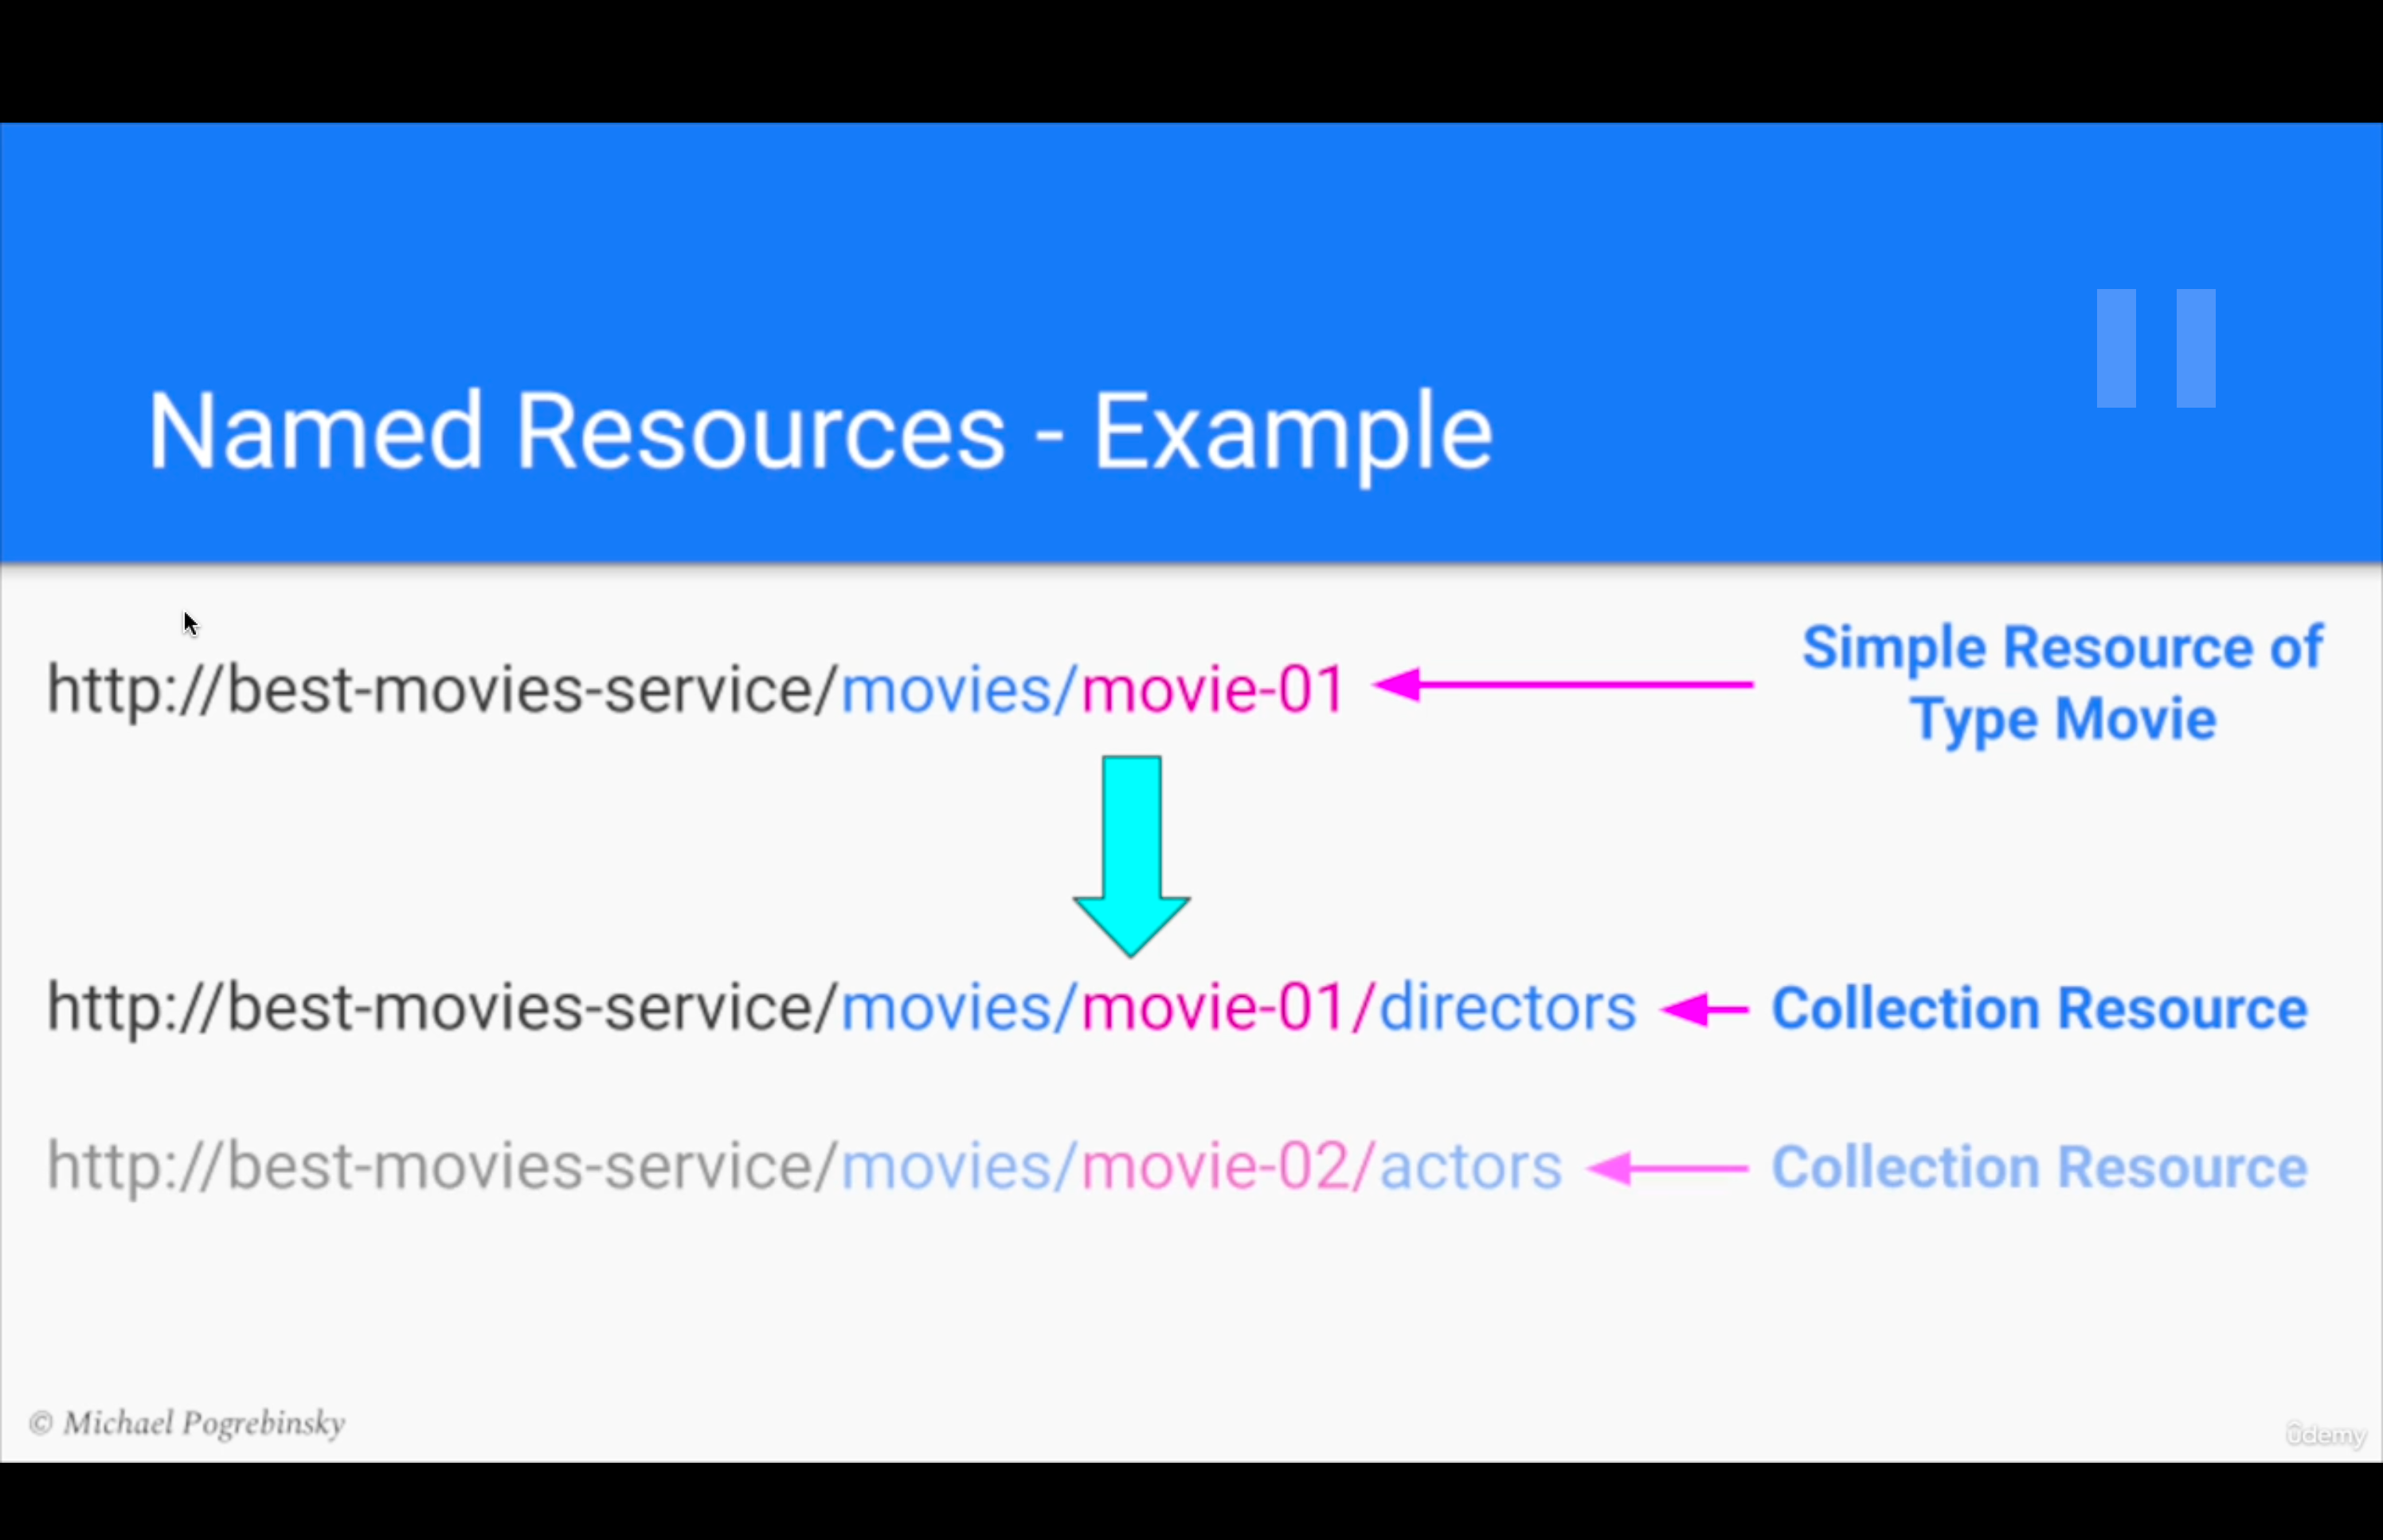 Named Resources - Example
http://best-movies-service/movies/movie-01
Simple Resource of
Type Movie
http://best-movies-service/movies/movie-01/directors
Collection Resource
http://best-movies-service/movies/movie-02/actors
Collection Resource
© Michael Pogrebinsky
ûdemy